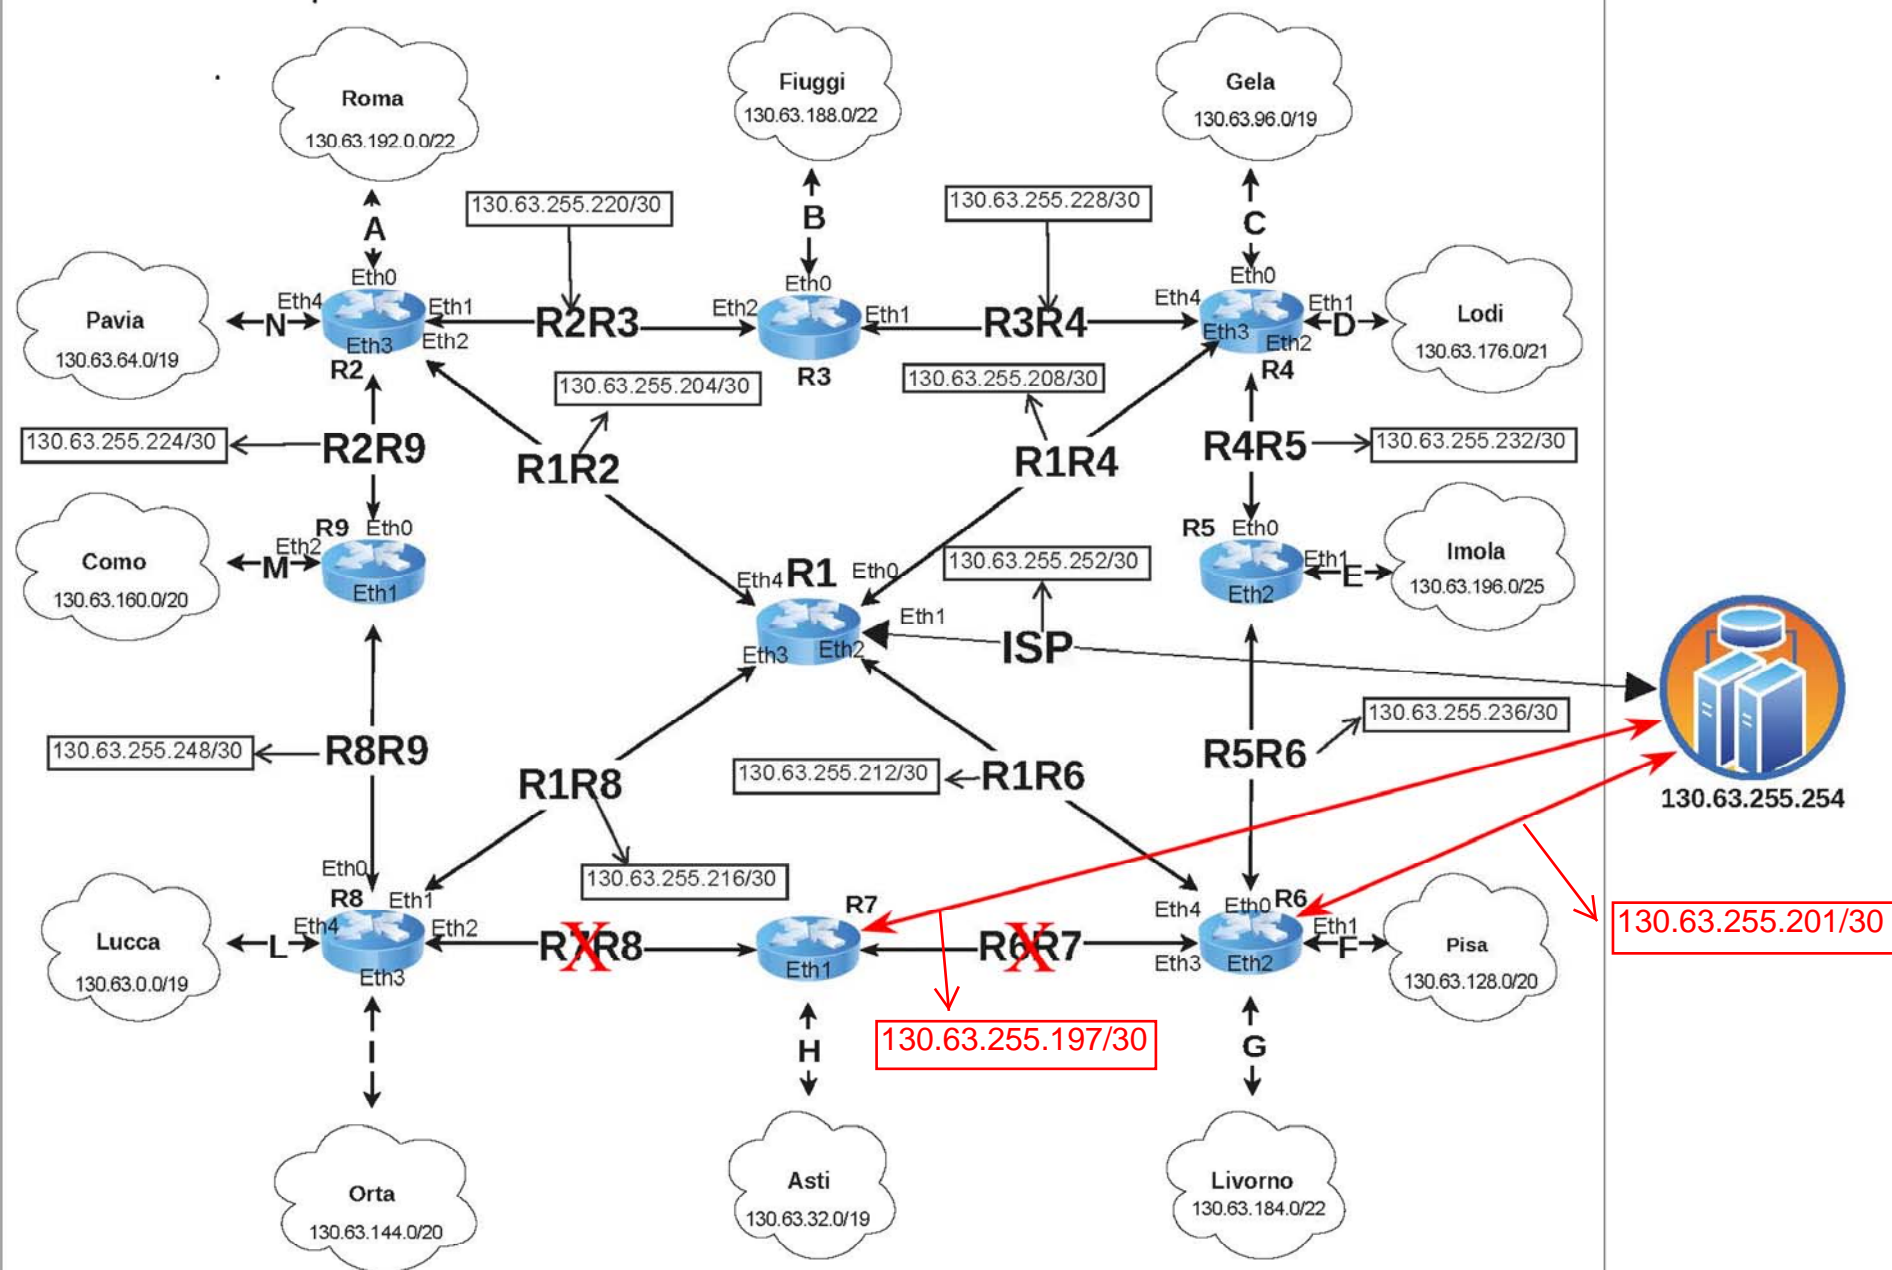 Roma
130.63.192.0.0/22
Fiuggi
130.63.188.0/22
Gela
130.63.96.0/19
130.63.255.220/30
130.63.255.228/30
A
B
C
Pavia
130.63.64.0/19
N
Eth4
Eth0
Eth1
Eth2
Eth3
R2
R2R3
Eth2
Eth0
Eth1
R3
R3R4
Eth4
Eth0
Eth1
Eth3
Eth2
R4
D
Lodi
130.63.176.0/21
130.63.255.204/30
130.63.255.208/30
130.63.255.224/30
R2R9
R1R2
R1R4
R4R5
130.63.255.232/30
Como
130.63.160.0/20
M
R9
Eth0
Eth2
Eth1
Eth4
R1
Eth0
Eth1
Eth3
Eth2
130.63.255.252/30
ISP
R5
Eth0
Eth1
Eth2
E
Imola
130.63.196.0/25
130.63.255.254
130.63.255.248/30
R8R9
R1R8
130.63.255.212/30
R1R6
R5R6
130.63.255.236/30
130.63.255.216/30
Lucca
130.63.0.0/19
L
Eth0
R8
Eth1
Eth4
Eth2
Eth3
R7R8
X
R7
Eth1
R6R7
X
Eth4
Eth0
R6
Eth1
Eth3
Eth2
F
Pisa
130.63.128.0/20
130.63.255.201/30
130.63.255.197/30
I
H
G
Orta
130.63.144.0/20
Asti
130.63.32.0/19
Livorno
130.63.184.0/22